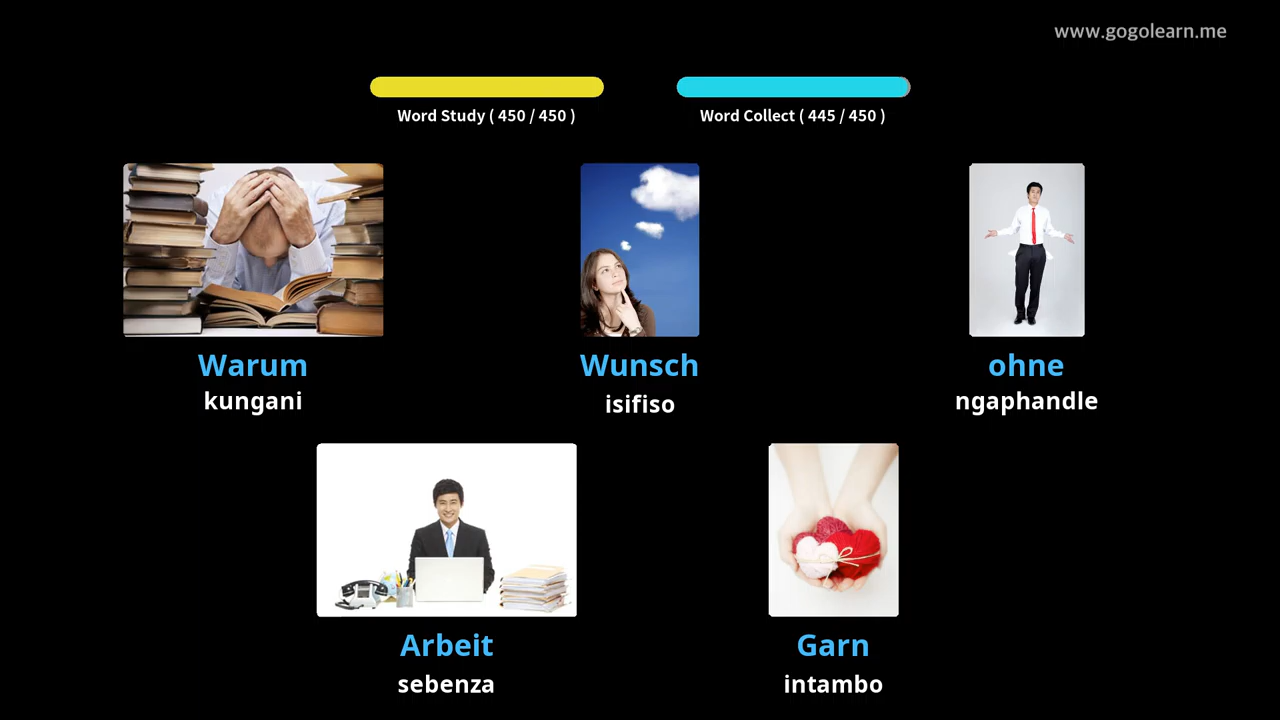 www.gogolearn.me
Word Study ( 450 / 450 )
Word Collect ( 445 / 450 )
Warum
kungani
Wunsch
isifiso
ohne
ngaphandle
Arbeit
sebenza
Garn
intambo